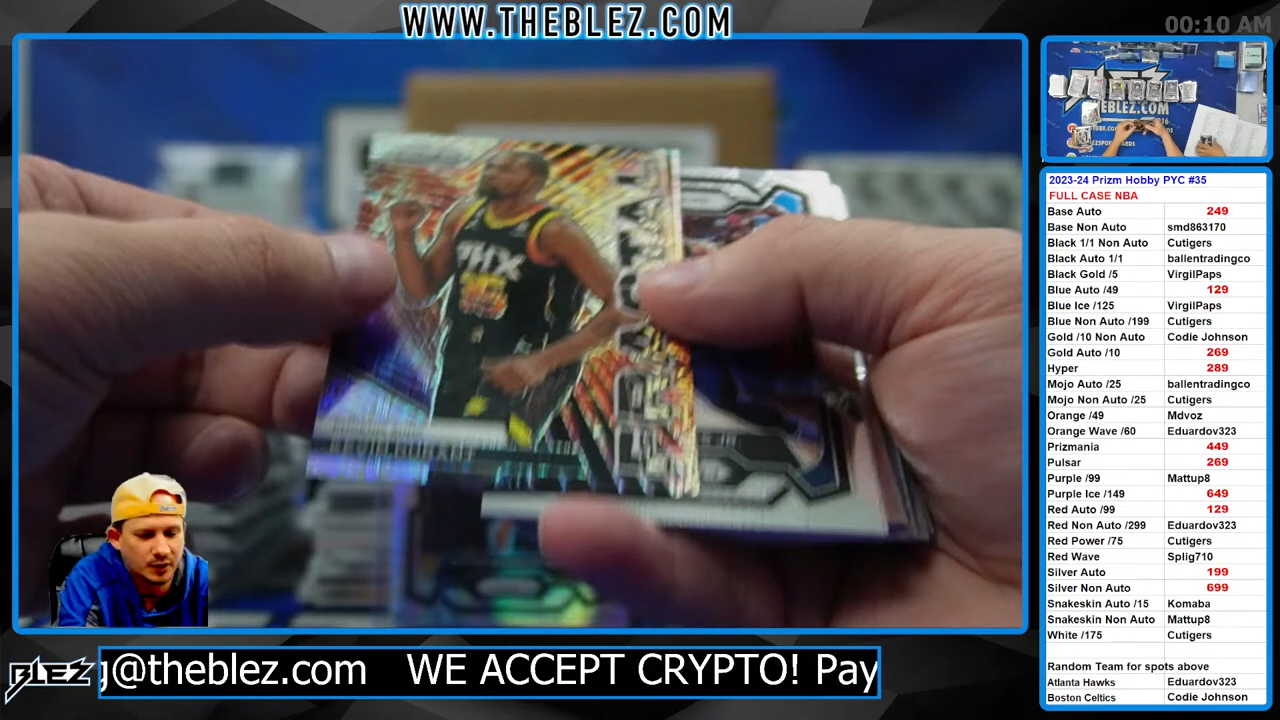 WWW.THEBLEZ.COM
00:10 AM
PHX
BLEZ
THEBLEZ.COM
2023-24 Prizm Hobby PYC #35
FULL CASE NBA
Base Auto 249
Base Non Auto smd863170
Black 1/1 Non Auto Cutigers
Black Auto 1/1 ballentradingco
Black Gold /5 VirgilPaps
Blue Auto /49 129
Blue Ice /125 VirgilPaps
Blue Non Auto /199 Cutigers
Gold /10 Non Auto Codie Johnson
Gold Auto /10 269
Hyper 289
Mojo Auto /25 ballentradingco
Mojo Non Auto /25 Cutigers
Orange /49 Mdvoz
Orange Wave /60 Eduardov323
Prizmania 449
Pulsar 269
Purple /99 Mattup8
Purple Ice /149 649
Red Auto /99 129
Red Non Auto /299 Eduardov323
Red Power /75 Cutigers
Red Wave Splig710
Silver Auto 199
Silver Non Auto 699
Snakeskin Auto /15 Komaba
Snakeskin Non Auto Mattup8
White /175 Cutigers
Random Team for spots above
Atlanta Hawks Eduardov323
Boston Celtics Codie Johnson
BLEZ
g@theblez.com WE ACCEPT CRYPTO! Pay